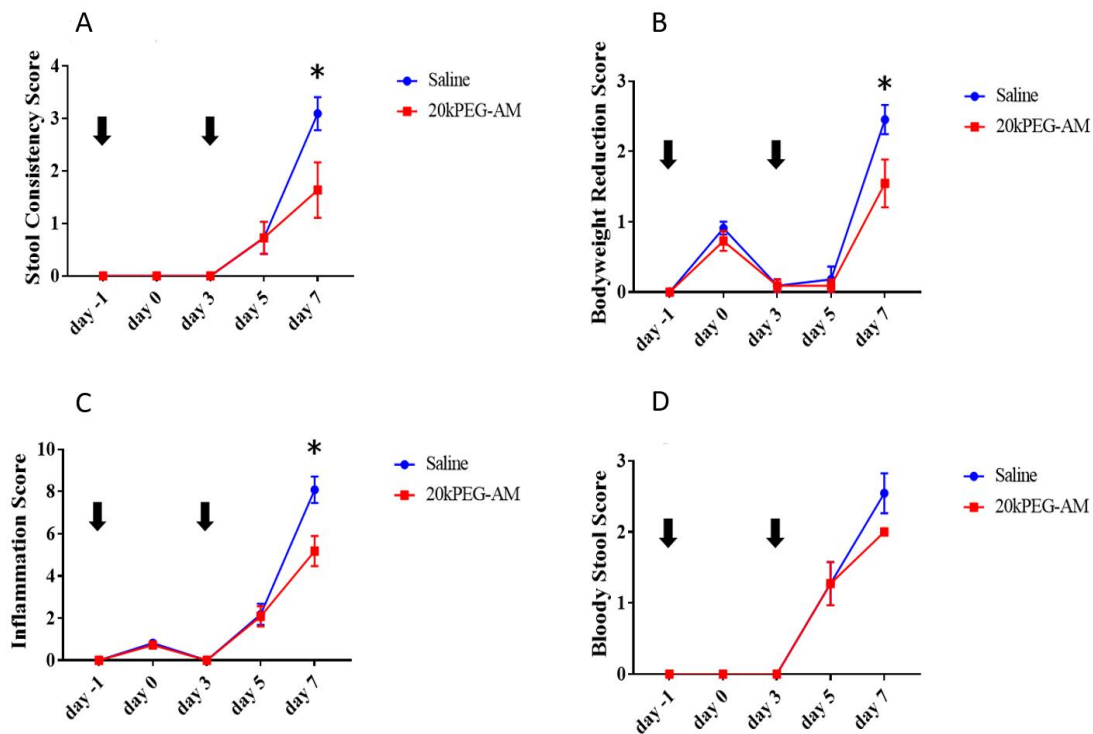 A
Stool Consistency Score
4
3
2
1
0
*
day -1
day 0
day 3
day 5
day 7
Saline
20kPEG-AM
B
Bodyweight Reduction Score
3
2
1
0
*
day -1
day 0
day 3
day 5
day 7
Saline
20kPEG-AM
C
Inflammation Score
10
8
6
4
2
0
*
day -1
day 0
day 3
day 5
day 7
Saline
20kPEG-AM
D
Bloody Stool Score
3
2
1
0
day -1
day 0
day 3
day 5
day 7
Saline
20kPEG-AM